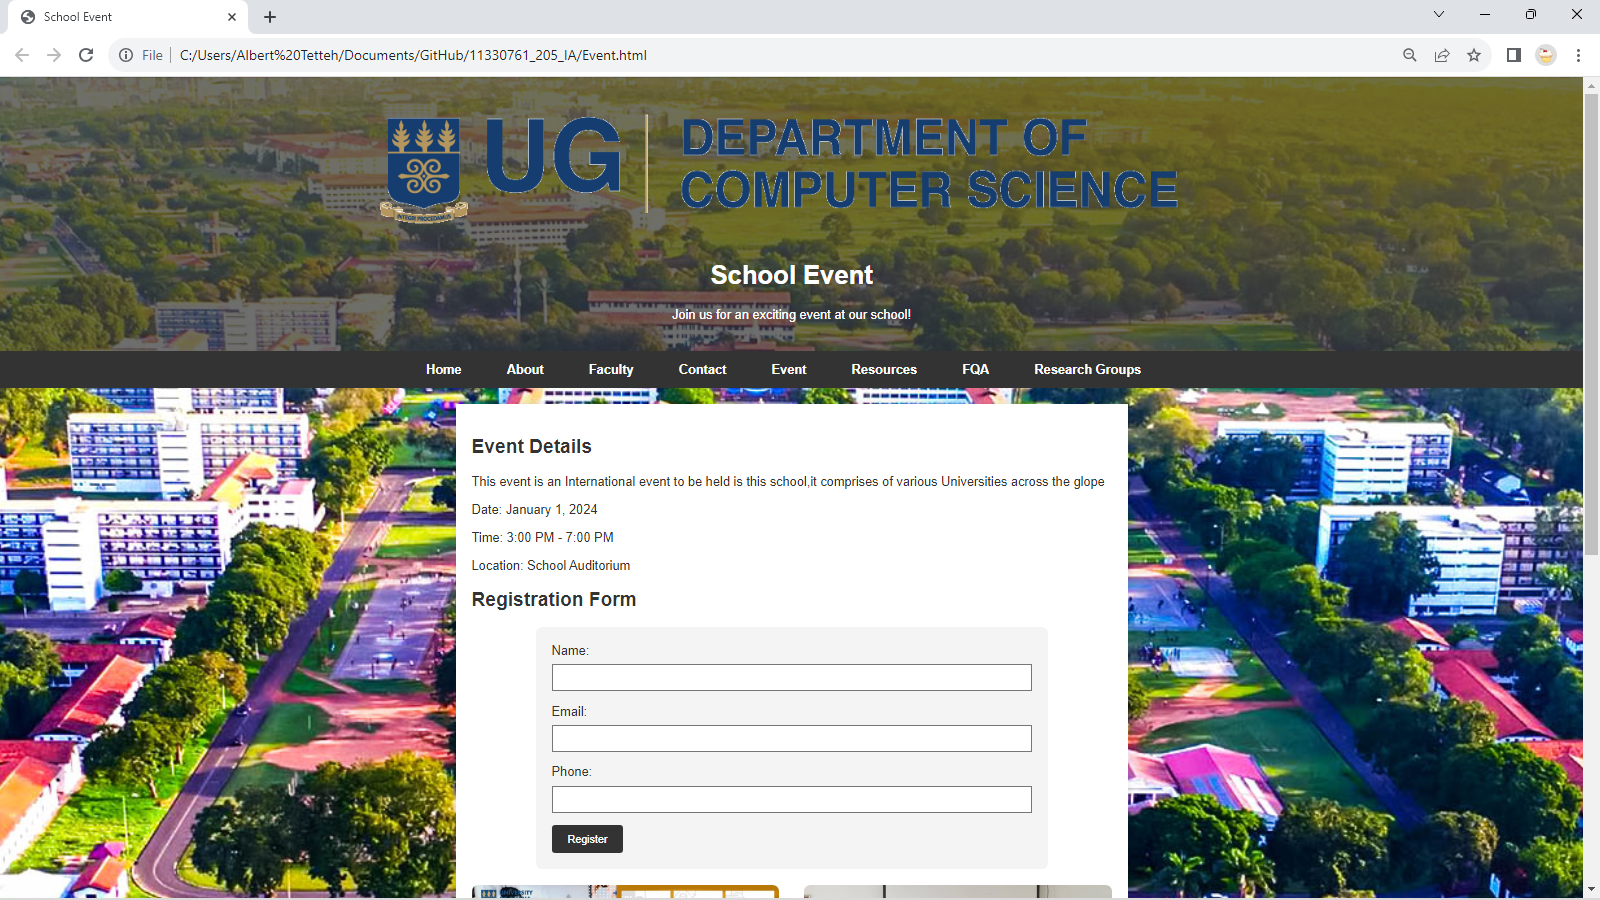 School Event
File
C:/Users/Albert%20Tetteh/Documents/GitHub/11330761_205_IA/Event.html
UG
DEPARTMENT OF
COMPUTER SCIENCE
INTEGRI PROCEDAMUS
School Event
Join us for an exciting event at our school!
Home About Faculty Contact Event Resources FQA Research Groups
Event Details
This event is an International event to be held is this school,it comprises of various Universities across the glope
Date: January 1, 2024
Time: 3:00 PM - 7:00 PM
Location: School Auditorium
Registration Form
Name:
Email:
Phone:
Register
UNIVERSITY